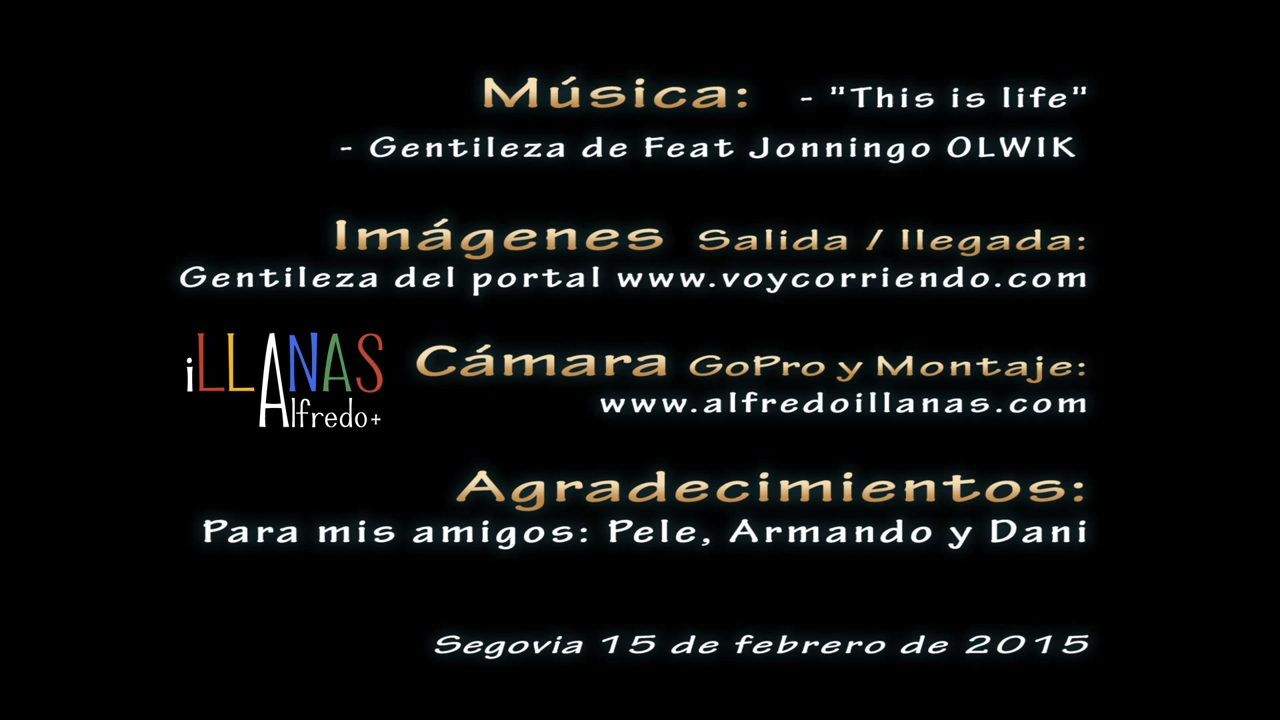 Música: - "This is life"
- Gentileza de Feat Jonningo OLWIK
Imágenes Salida / llegada:
Gentileza del portal www.voycorriendo.com
iLLANAS
Alfredo+
Cámara GoPro y Montaje:
www.alfredoillanas.com
Agradecimientos:
Para mis amigos: Pele, Armando y Dani
Segovia 15 de febrero de 2015